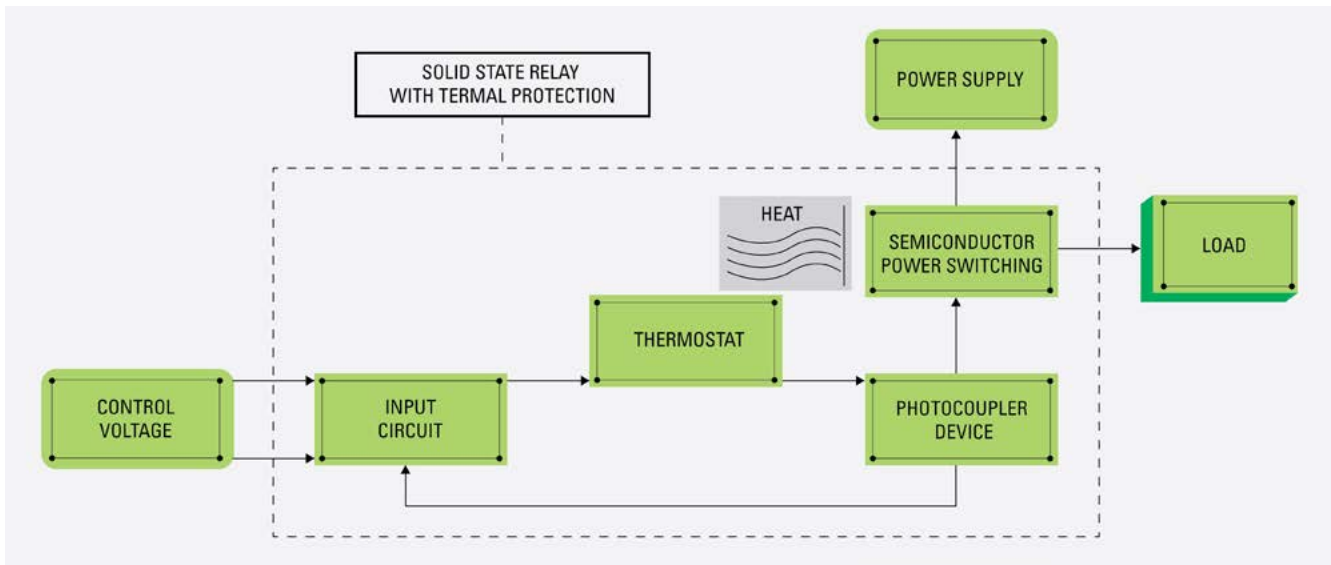 SOLID STATE RELAY
WITH TERMAL PROTECTION
POWER SUPPLY
HEAT
SEMICONDUCTOR
POWER SWITCHING
LOAD
THERMOSTAT
CONTROL
VOLTAGE
INPUT
CIRCUIT
PHOTOCOUPLER
DEVICE